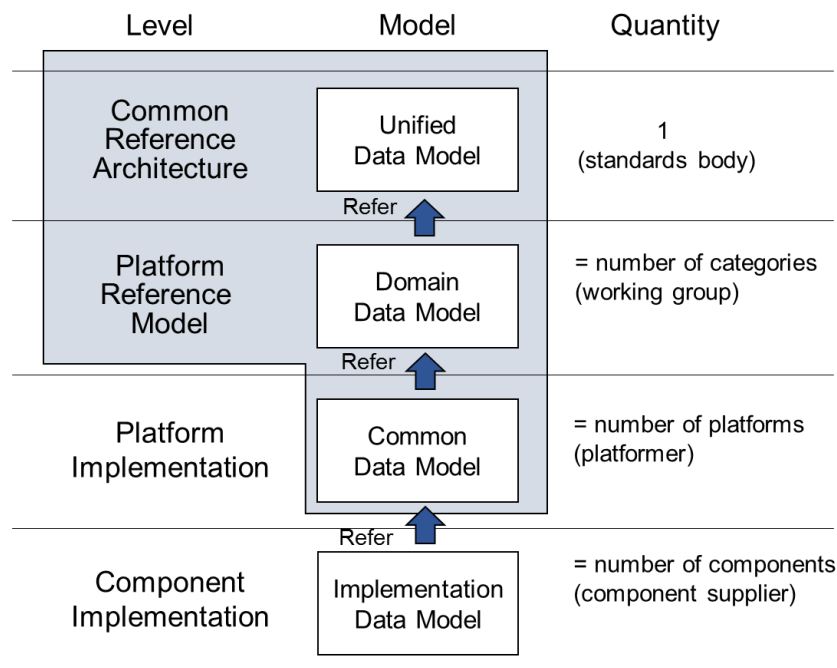 Level Model Quantity
Common
Reference
Architecture
Unified
Data Model
1
(standards body)
Refer
Platform
Reference
Model
Domain
Data Model
= number of categories
(working group)
Refer
Platform
Implementation
Common
Data Model
= number of platforms
(platformer)
Refer
Component
Implementation
Implementation
Data Model
= number of components
(component supplier)